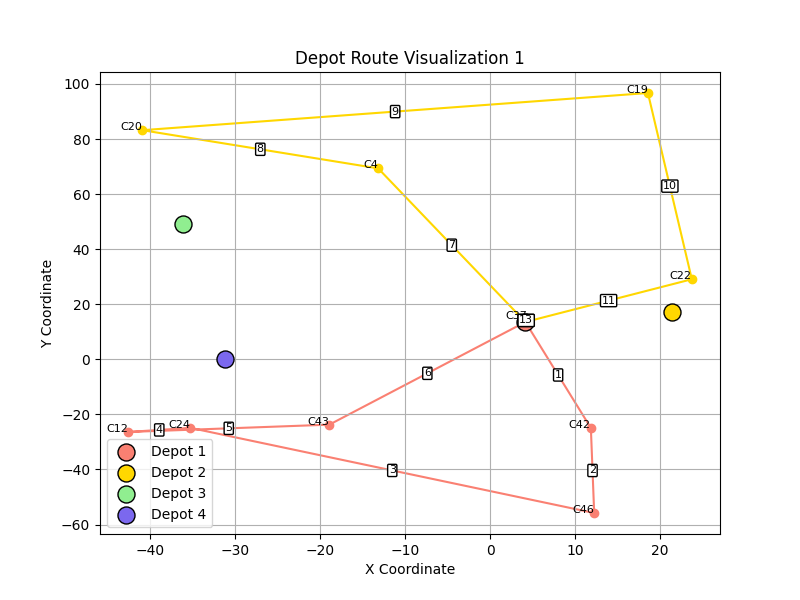 Depot Route Visualization 1
Y Coordinate
100
80
60
40
20
0
−20
−40
−60
C19
C20
9
8
C4
10
7
C22
11
C37
13
6
1
C43
C42
C24
C12
4
5
3
2
C46
Depot 1
Depot 2
Depot 3
Depot 4
−40
−30
−20
−10
0
10
20
X Coordinate